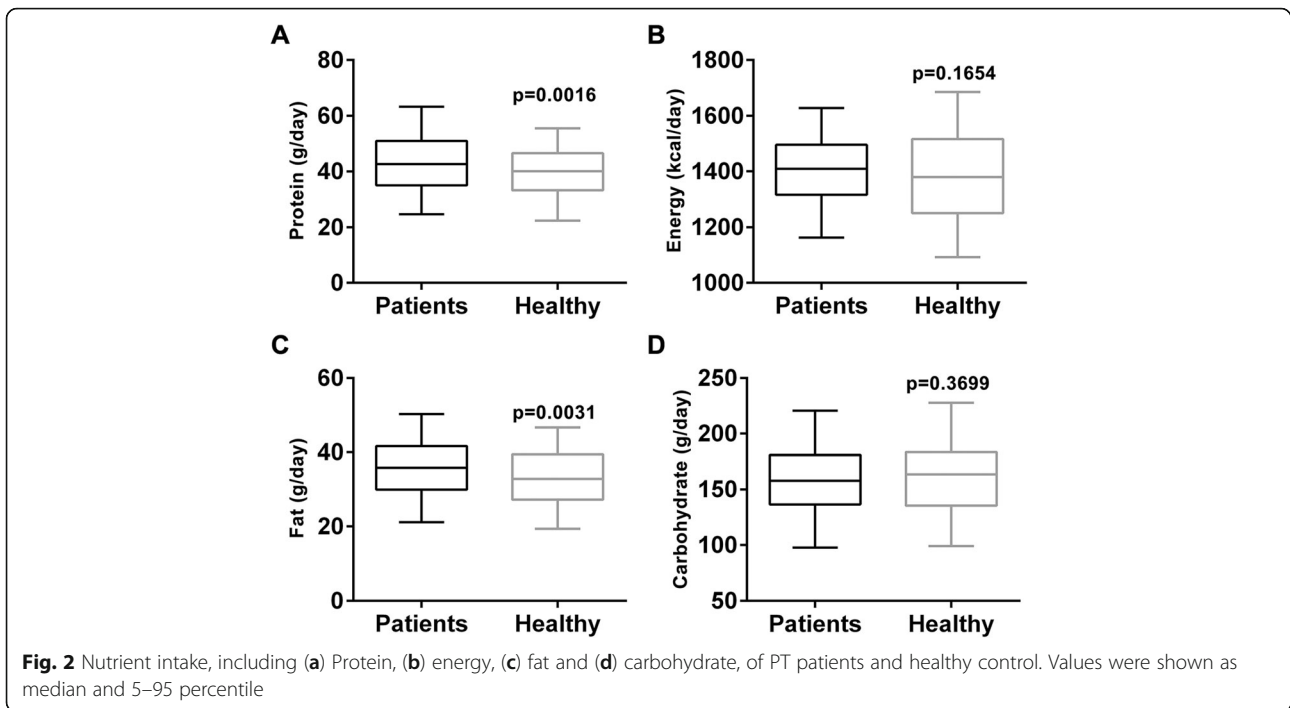 A
Protein (g/day)
80
60
40
20
0
p=0.0016
Patients
Healthy
B
Energy (kcal/day)
1800
1600
1400
1200
1000
p=0.1654
Patients
Healthy
C
Fat (g/day)
60
40
20
0
p=0.0031
Patients
Healthy
D
Carbohydrate (g/day)
250
200
150
100
50
p=0.3699
Patients
Healthy
Fig. 2 Nutrient intake, including (a) Protein, (b) energy, (c) fat and (d) carbohydrate, of PT patients and healthy control. Values were shown as
median and 5–95 percentile